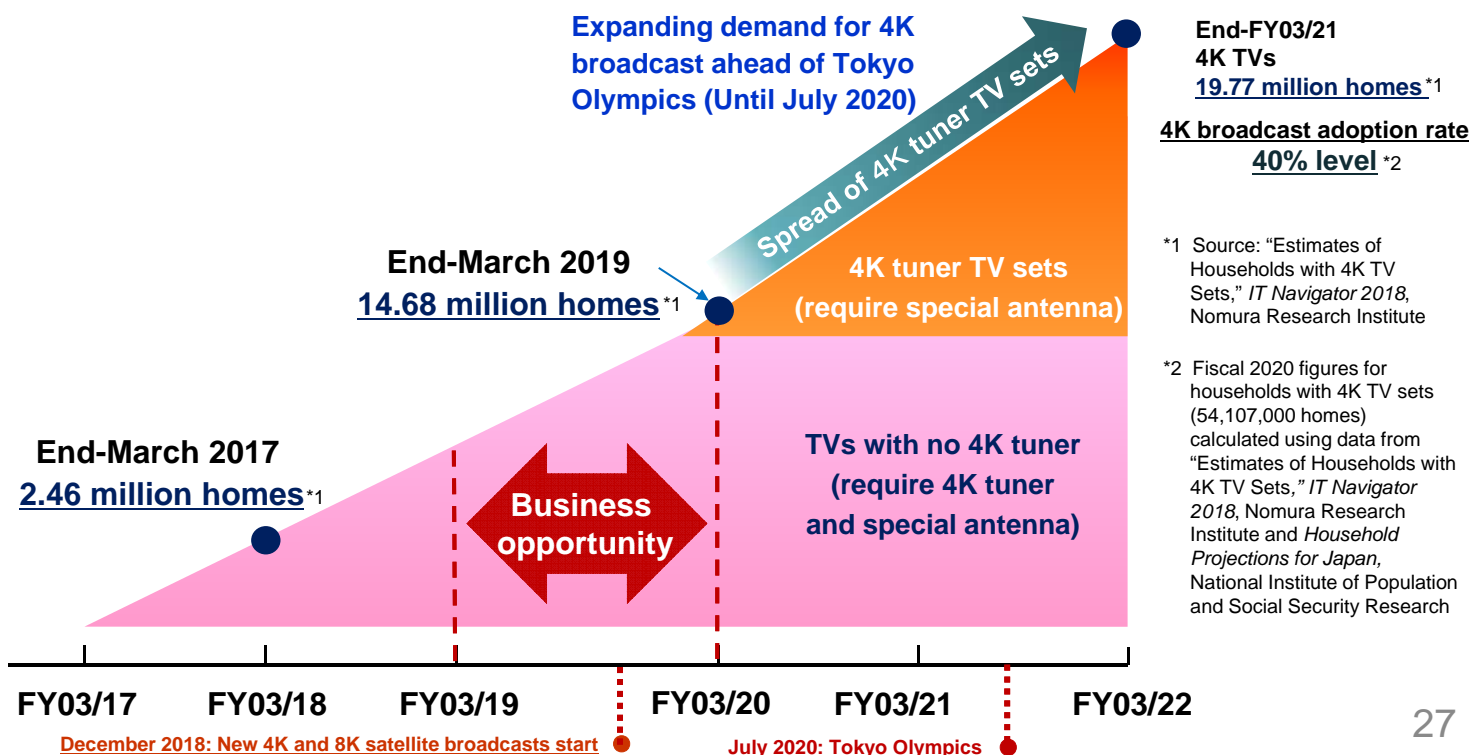 Expanding demand for 4K
broadcast ahead of Tokyo
Olympics (Until July 2020)
Spread of 4K tuner TV sets
End-FY03/21
4K TVs
19.77 million homes*1
4K broadcast adoption rate
40% level *2
End-March 2019
14.68 million homes*1
4K tuner TV sets
(require special antenna)
*1 Source: “Estimates of
Households with 4K TV
Sets,” IT Navigator 2018,
Nomura Research Institute
*2 Fiscal 2020 figures for
households with 4K TV sets
(54,107,000 homes)
calculated using data from
“Estimates of Households with
4K TV Sets,” IT Navigator
2018, Nomura Research
Institute and Household
Projections for Japan,
National Institute of Population
and Social Security Research
End-March 2017
2.46 million homes*1
Business
opportunity
TVs with no 4K tuner
(require 4K tuner
and special antenna)
FY03/17 FY03/18 FY03/19 FY03/20 FY03/21 FY03/22
December 2018: New 4K and 8K satellite broadcasts start
July 2020: Tokyo Olympics
27